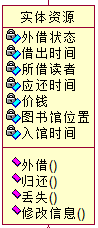 实体资源
外借状态
借出时间
所借读者
应还时间
价钱
图书馆位置
入馆时间
外借()
归还()
丢失()
修改信息()